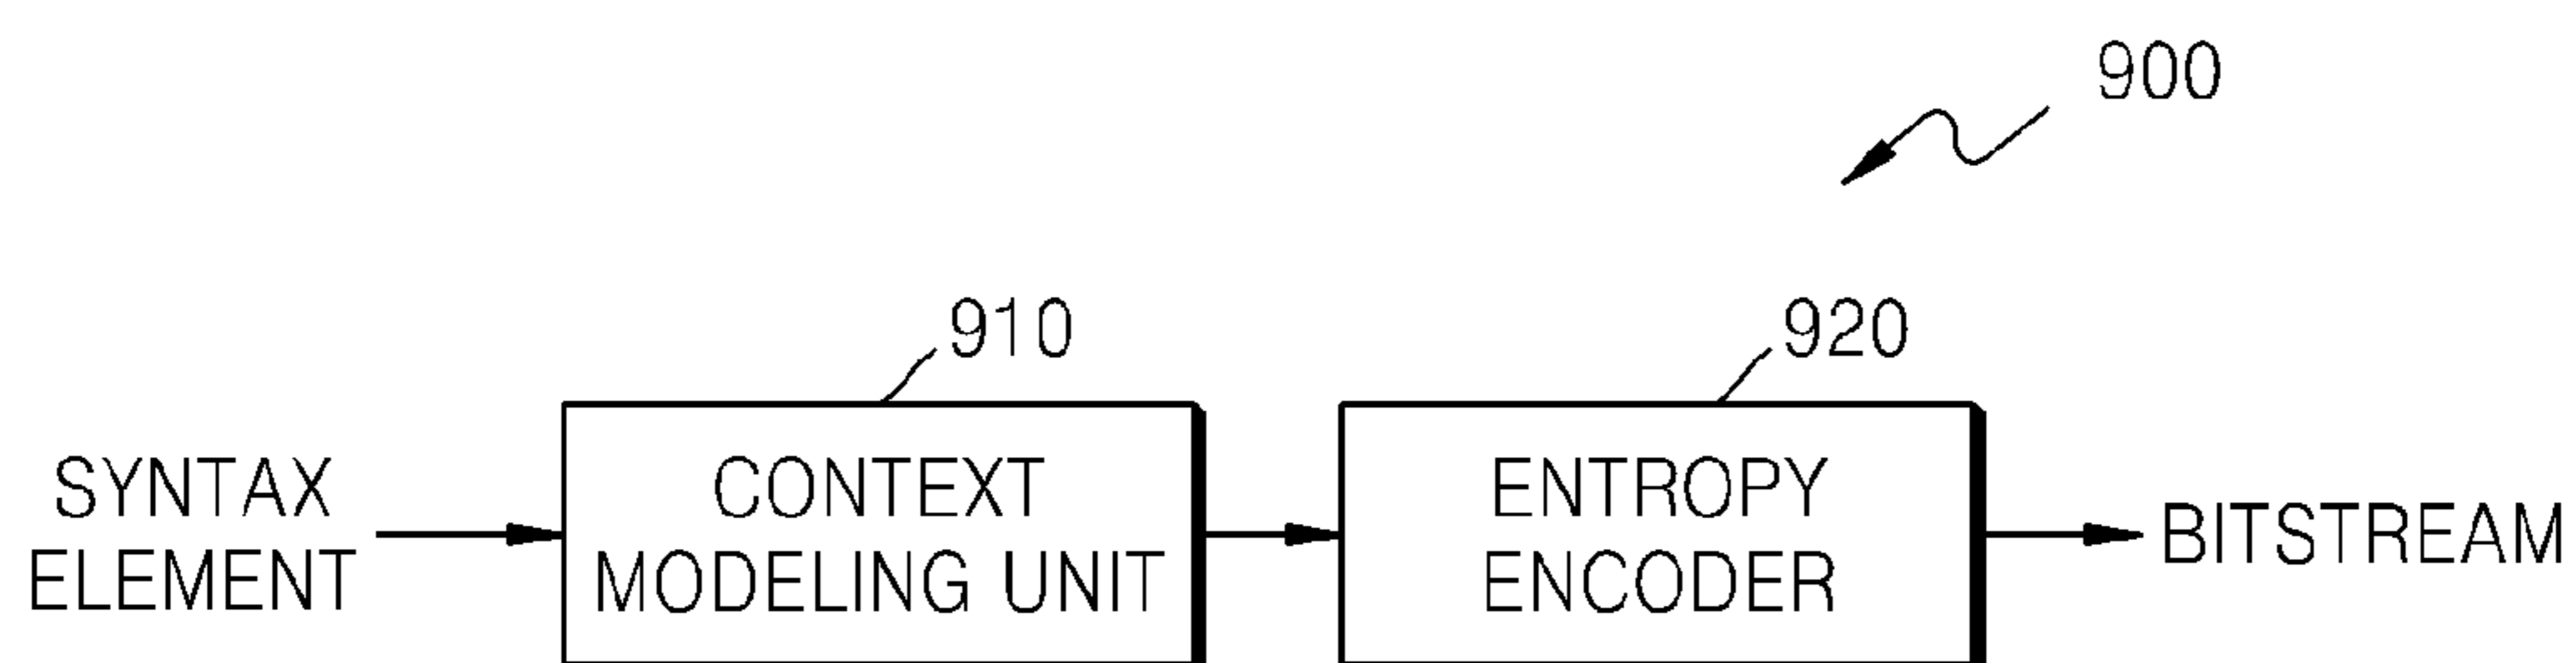 900
910
920
SYNTAX
ELEMENT
CONTEXT
MODELING UNIT
ENTROPY
ENCODER
BITSTREAM